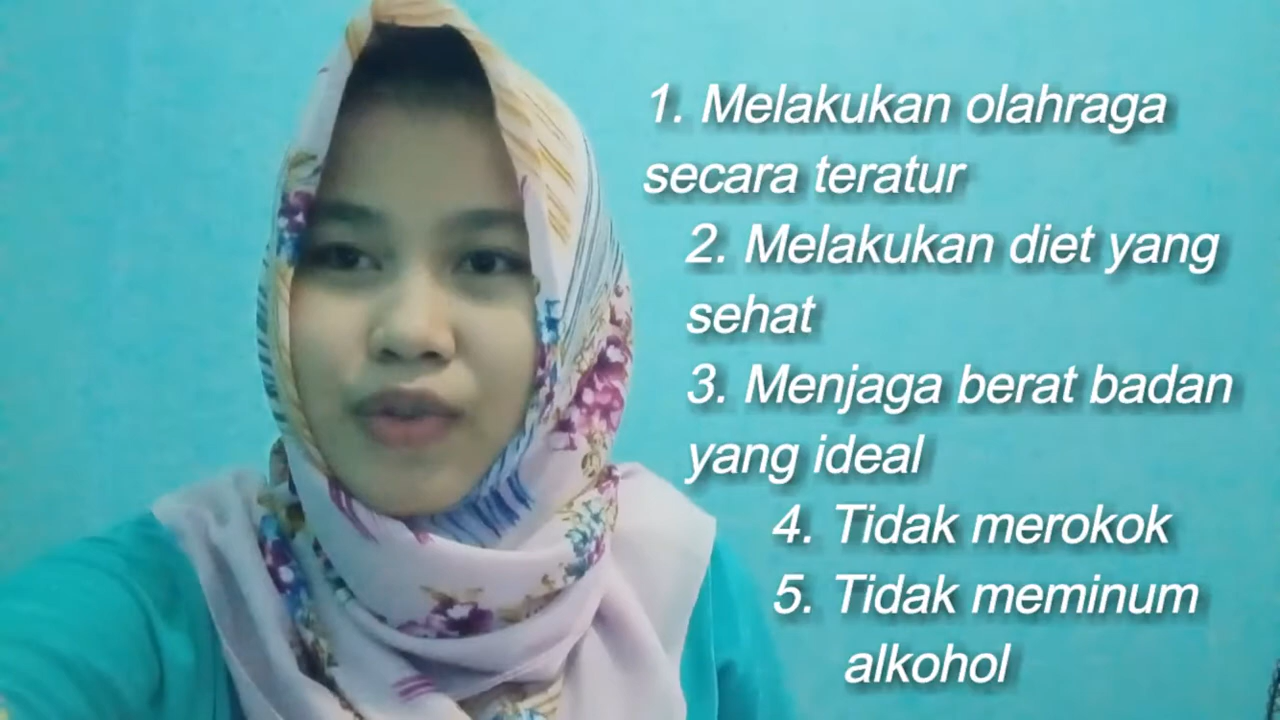 1. Melakukan olahraga
secara teratur
2. Melakukan diet yang
sehat
3. Menjaga berat badan
yang ideal
4. Tidak merokok
5. Tidak meminum
alkohol